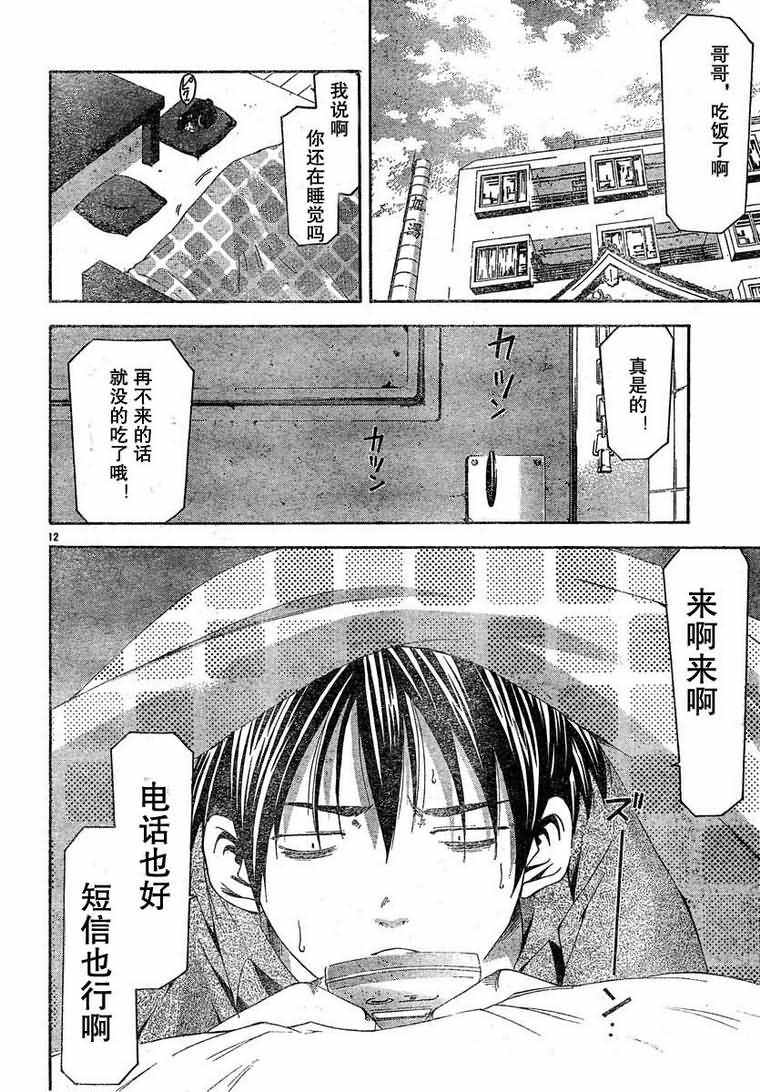 哥哥，吃饭了啊
湯
我说啊
你还在睡觉吗
？
真是的！
カツン
カツン
再不来的话
就没的吃了哦！
12
来啊来啊
ズ
电话也好
短信也行啊